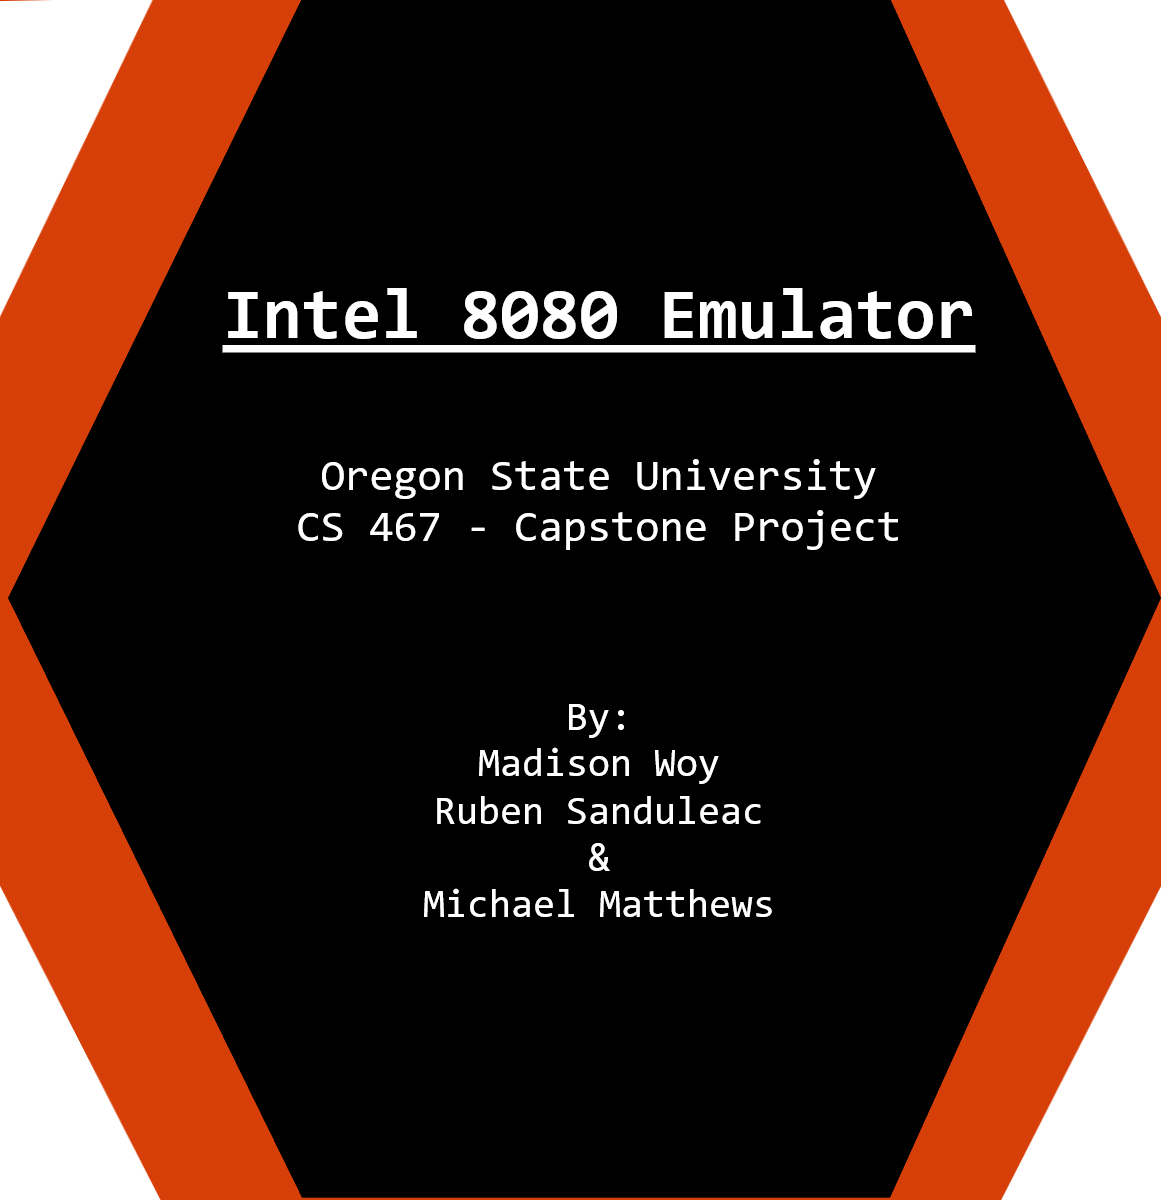 Intel 8080 Emulator
Oregon State University
CS 467 - Capstone Project
By:
Madison Woy
Ruben Sanduleac
&
Michael Matthews